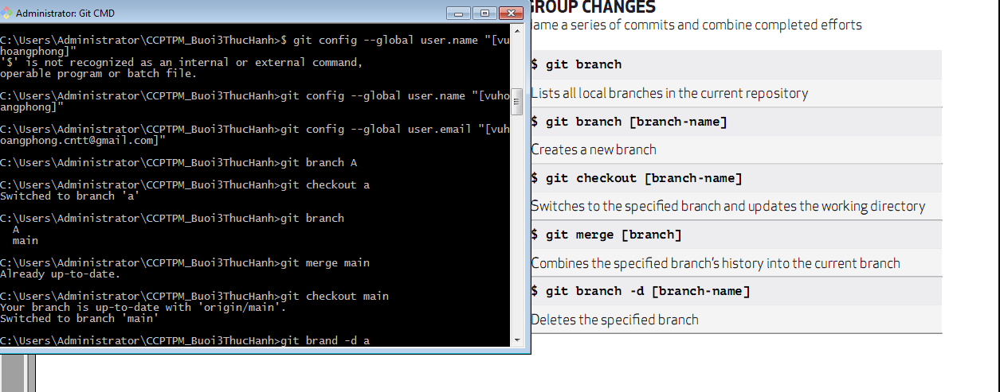 Administrator: Git CMD
C:\Users\Administrator\CCPTPM_Buoi3ThucHanh>$ git config --global user.name "[vu
hoangphong]"
'$' is not recognized as an internal or external command,
operable program or batch file.
C:\Users\Administrator\CCPTPM_Buoi3ThucHanh>git config --global user.name "[vuho
angphong]"
C:\Users\Administrator\CCPTPM_Buoi3ThucHanh>git config --global user.email "[vuh
oangphong.cntt@gmail.com]"
C:\Users\Administrator\CCPTPM_Buoi3ThucHanh>git branch A
C:\Users\Administrator\CCPTPM_Buoi3ThucHanh>git checkout a
Switched to branch 'a'
C:\Users\Administrator\CCPTPM_Buoi3ThucHanh>git branch
A
main
C:\Users\Administrator\CCPTPM_Buoi3ThucHanh>git merge main
Already up-to-date.
C:\Users\Administrator\CCPTPM_Buoi3ThucHanh>git checkout main
Your branch is up-to-date with 'origin/main'.
Switched to branch 'main'
C:\Users\Administrator\CCPTPM_Buoi3ThucHanh>git brand -d a
GROUP CHANGES
ame a series of commits and combine completed efforts
$ git branch
Lists all local branches in the current repository
$ git branch [branch-name]
Creates a new branch
$ git checkout [branch-name]
Switches to the specified branch and updates the working directory
$ git merge [branch]
Combines the specified branch's history into the current branch
$ git branch -d [branch-name]
Deletes the specified branch